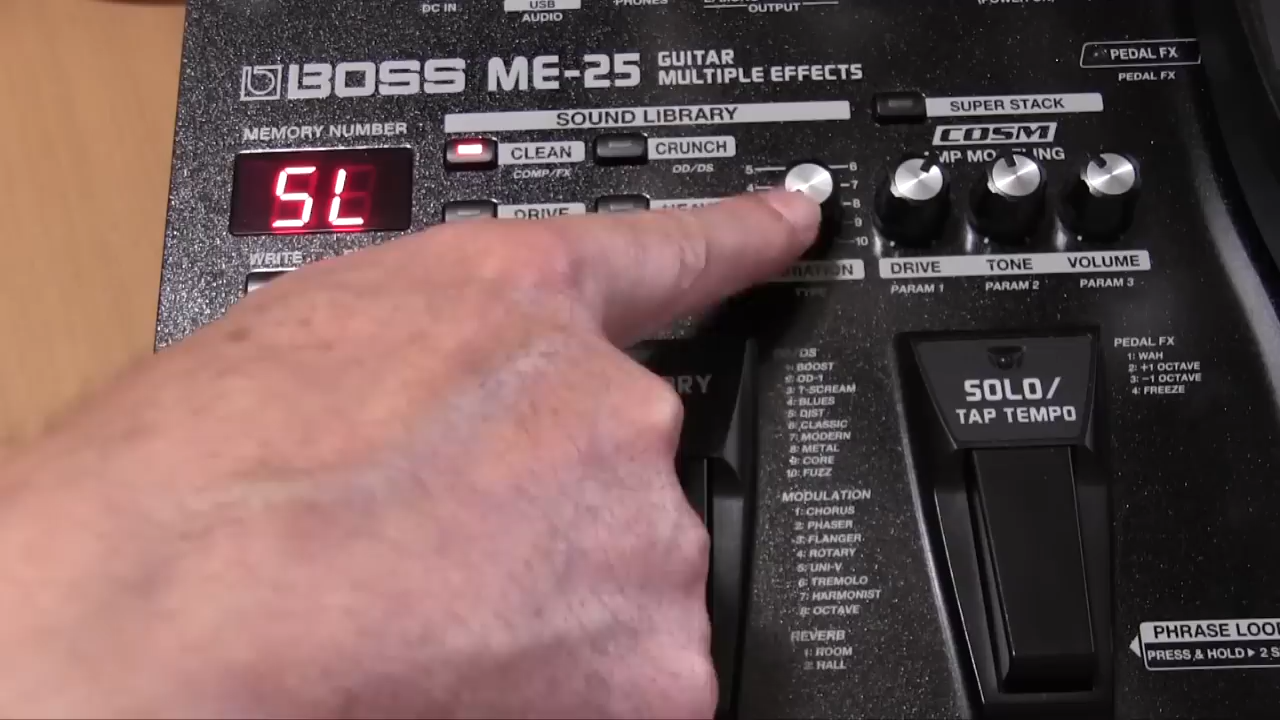 DC IN
USB
AUDIO
PHONES
OUTPUT
BOSS ME-25 GUITAR
MULTIPLE EFFECTS
PEDAL FX
PEDAL FX
SOUND LIBRARY
SUPER STACK
MEMORY NUMBER
CLEAN
COMP/FX
CRUNCH
OD/DS
COSM
5 6
4 7
8
9
10
SL
DRIVE
WRITE
DRIVE TONE VOLUME
PARAM 1 PARAM 2 PARAM 3
TYPE
1: BOOST
2: OD-1
3: T-SCREAM
4: BLUES
5: DIST
6: CLASSIC
7: MODERN
8: METAL
9: CORE
10: FUZZ
MODULATION
1: CHORUS
2: PHASER
3: FLANGER
4: ROTARY
5: UNI-V
6: TREMOLO
7: HARMONIST
8: OCTAVE
REVERB
1: ROOM
2: HALL
SOLO/
TAP TEMPO
PEDAL FX
1: WAH
2: +1 OCTAVE
3: -1 OCTAVE
4: FREEZE
PHRASE LOOP
PRESS & HOLD ▶ 2 S